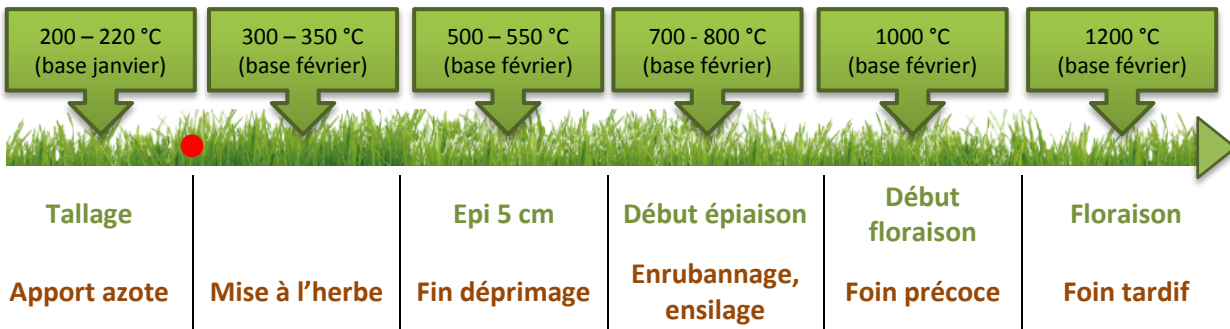 200 – 220 °C
(base janvier)
300 – 350 °C
(base février)
500 – 550 °C
(base février)
700 - 800 °C
(base février)
1000 °C
(base février)
1200 °C
(base février)
Tallage
Epi 5 cm
Début épiaison
Début
floraison
Floraison
Apport azote
Mise à l’herbe
Fin déprimage
Enrubannage,
ensilage
Foin précoce
Foin tardif